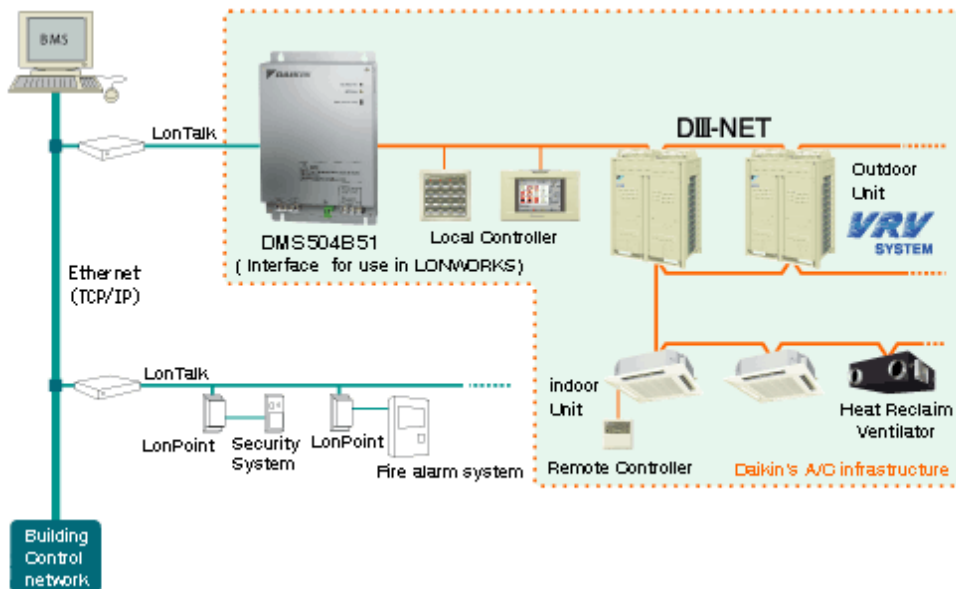 BMS
DAIKIN
LonTalk
DIII-NET
Outdoor
Unit
VRV
SYSTEM
Local Controller
DMS504B51
( Interface for use in LONWORKS)
Ethernet
(TCP/IP)
LonTalk
indoor
Unit
LonPoint
Security
System
LonPoint
Fire alarm system
Remote Controller
Heat Reclaim
Ventilator
Daikin's A/C infrastructure
Building
Control
network